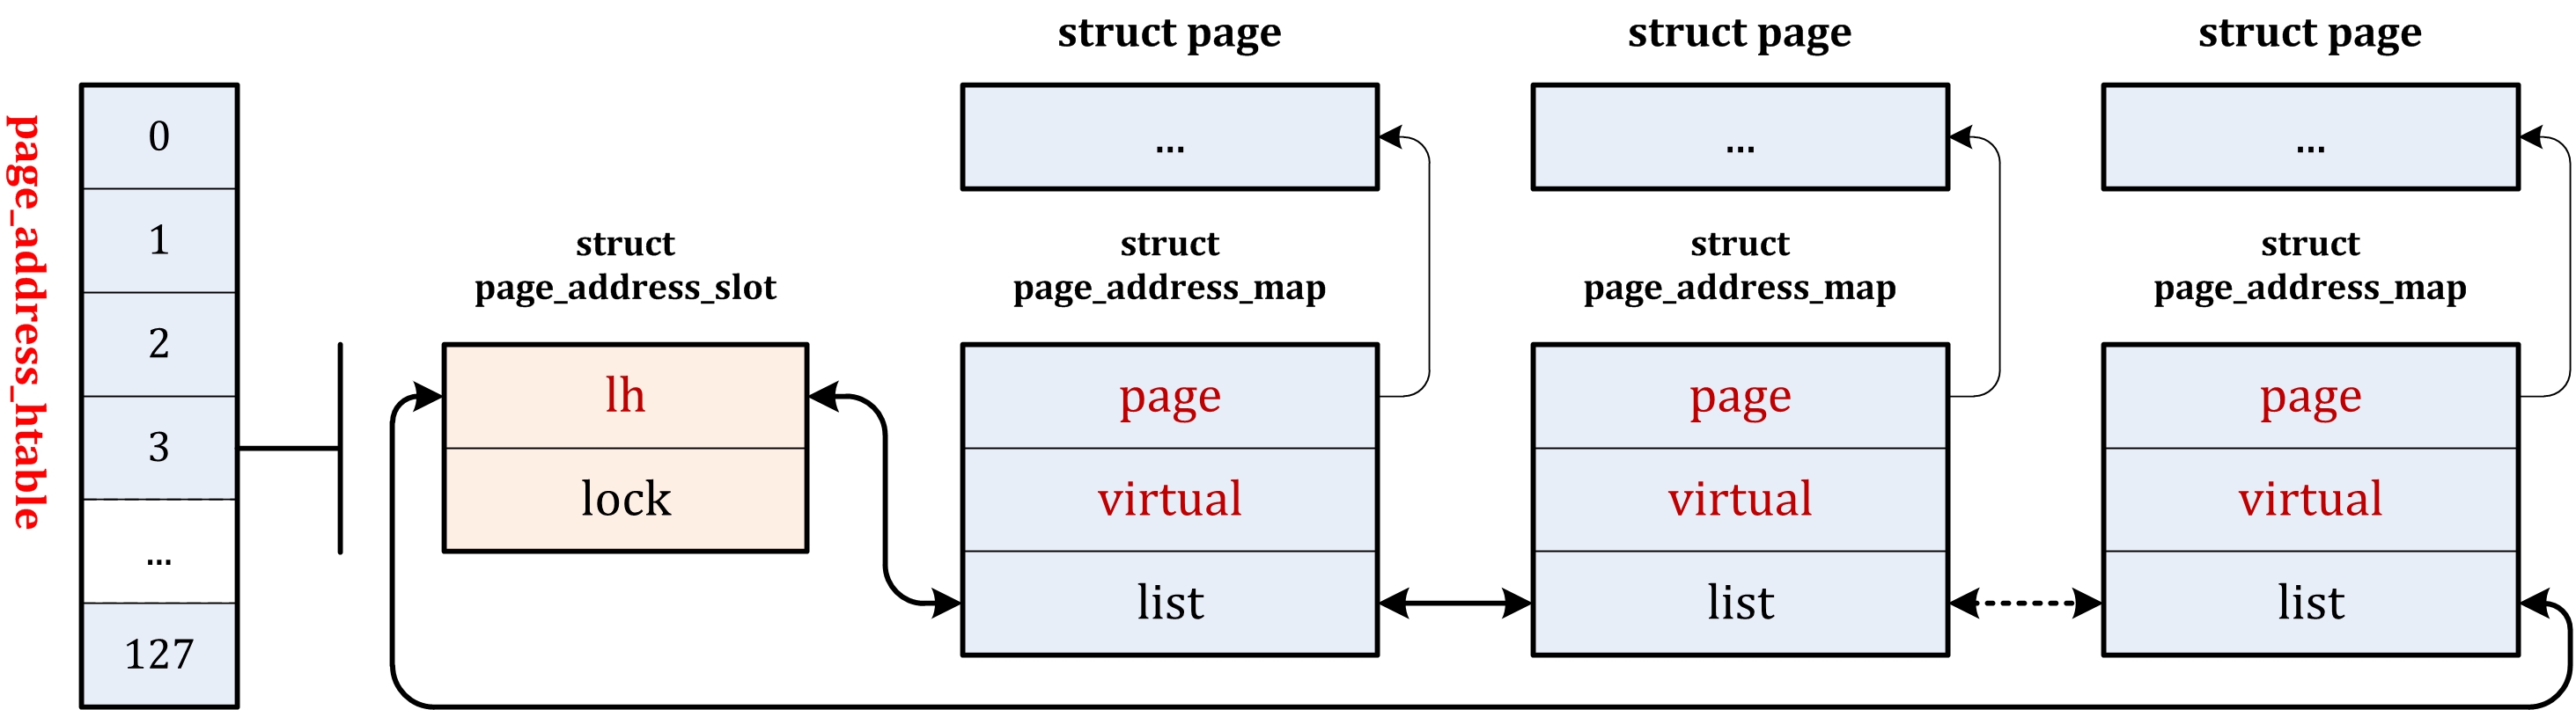 page_address_htable
0
1
2
3
...
127
struct
page_address_slot
lh
lock
struct page
...
struct
page_address_map
page
virtual
list
struct page
...
struct
page_address_map
page
virtual
list
struct page
...
struct
page_address_map
page
virtual
list